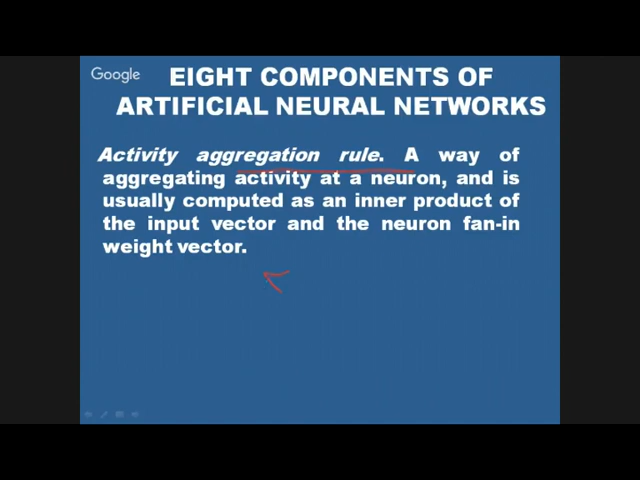 Google
EIGHT COMPONENTS OF
ARTIFICIAL NEURAL NETWORKS
Activity aggregation rule. A way of
aggregating activity at a neuron, and is
usually computed as an inner product of
the input vector and the neuron fan-in
weight vector.